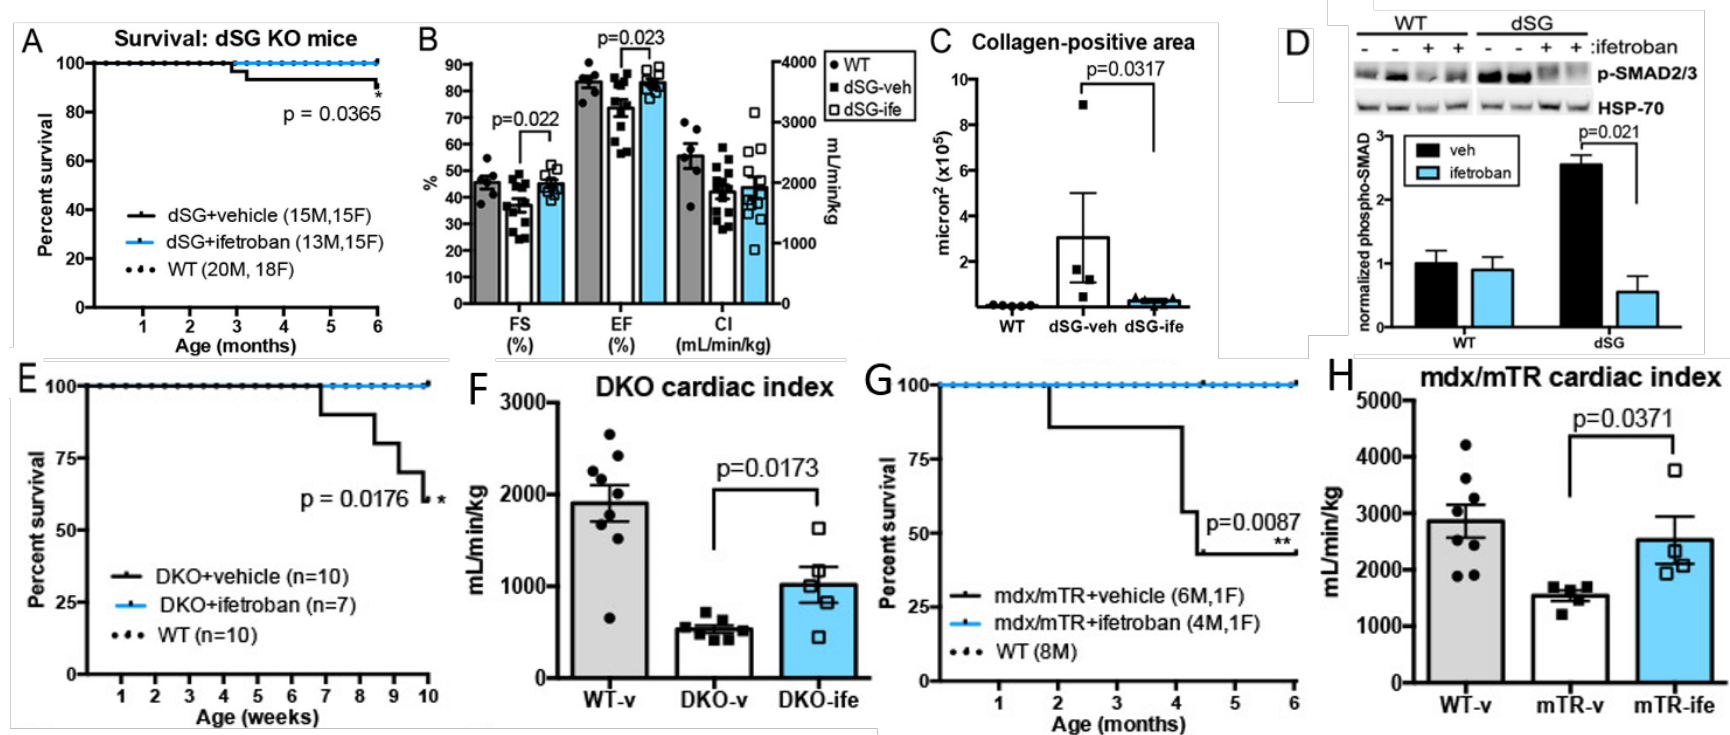 A
Survival: dSG KO mice
100
80
60
40
20
0
Percent survival
*
p = 0.0365
dSG+vehicle (15M,15F)
dSG+ifetroban (13M,15F)
WT (20M, 18F)
1 2 3 4 5 6
Age (months)
B
p=0.023
p=0.022
90
80
70
60
50
40
30
20
10
0
%
4000
3000
2000
1000
0
mL/min/kg
WT
dSG-veh
dSG-ife
FS
(%)
EF
(%)
CI
(mL/min/kg)
C
Collagen-positive area
p=0.0317
10
8
6
4
2
micron² (x10⁵)
WT dSG-veh dSG-ife
D
WT dSG
- - + + - - + + :ifetroban
p-SMAD2/3
HSP-70
p=0.021
veh
ifetroban
3
2
1
0
normalized phospho-SMAD
WT dSG
E
100
75
50
25
0
Percent survival
p = 0.0176 *
DKO+vehicle (n=10)
DKO+ifetroban (n=7)
WT (n=10)
1 2 3 4 5 6 7 8 9 10
Age (weeks)
F
DKO cardiac index
3000
2000
1000
0
mL/min/kg
p=0.0173
WT-v DKO-v DKO-ife
G
100
75
50
25
0
Percent survival
p=0.0087
**
mdx/mTR+vehicle (6M,1F)
mdx/mTR+ifetroban (4M,1F)
WT (8M)
1 2 3 4 5 6
Age (months)
H
mdx/mTR cardiac index
5000
4000
3000
2000
1000
0
mL/min/kg
p=0.0371
WT-v mTR-v mTR-ife